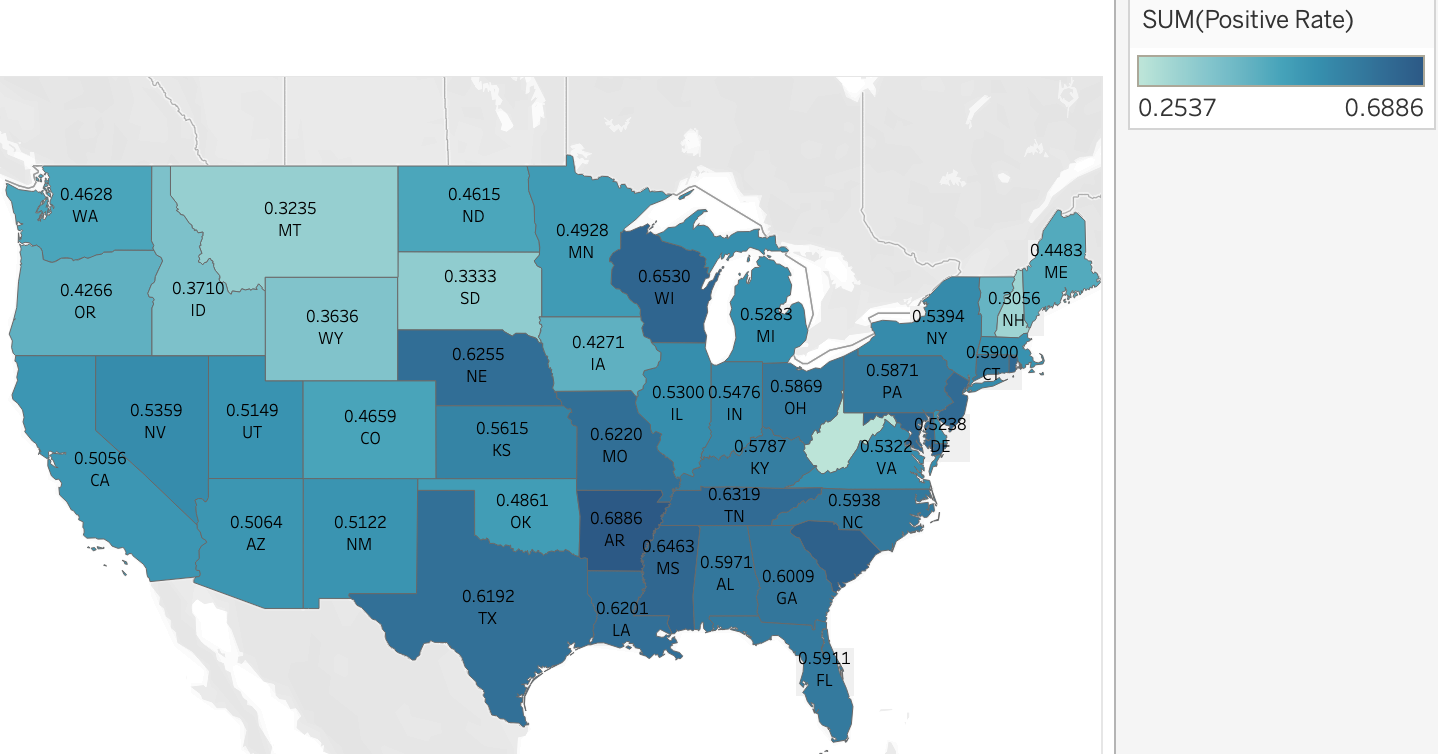 SUM(Positive Rate)
0.2537 0.6886
0.4628
WA
0.3235
MT
0.4615
ND
0.4928
MN
0.4266
OR
0.3710
ID
0.3636
WY
0.3333
SD
0.6530
WI
0.5283
MI
0.4483
ME
0.3056
NH
0.5394
NY
0.5900
CT
0.5871
PA
0.5238
DE
0.6255
NE
0.4271
IA
0.5300
IL
0.5476
IN
0.5869
OH
0.5359
NV
0.5149
UT
0.4659
CO
0.5615
KS
0.6220
MO
0.5787
KY
0.5322
VA
0.5056
CA
0.5064
AZ
0.5122
NM
0.4861
OK
0.6886
AR
0.6319
TN
0.5938
NC
0.6463
MS
0.5971
AL
0.6009
GA
0.6192
TX
0.6201
LA
0.5911
FL